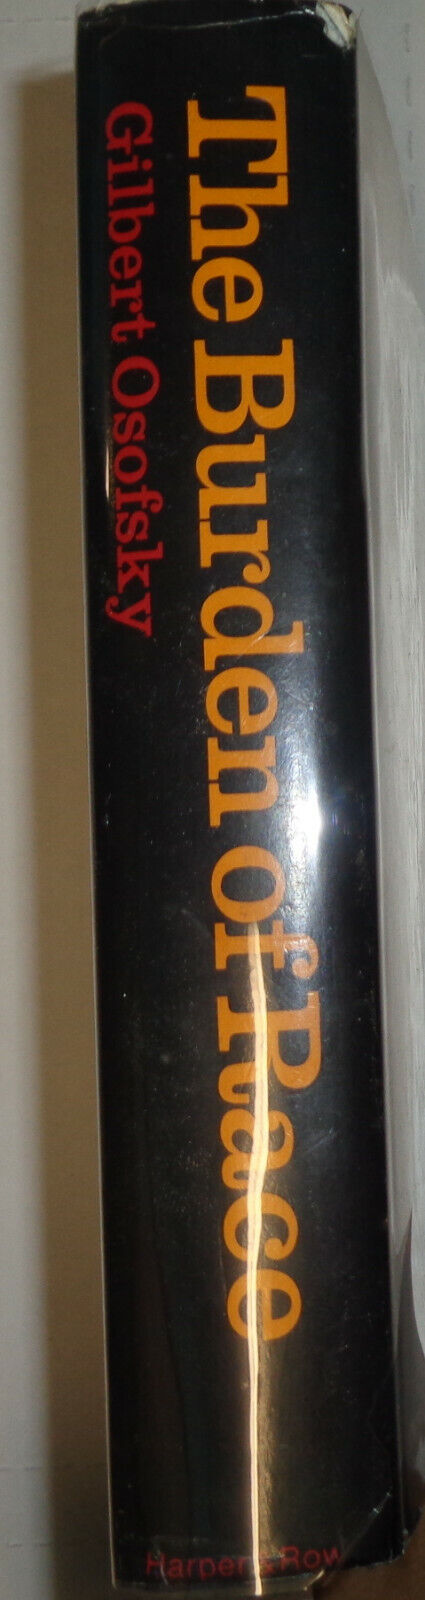 The Burden of Race
Gilbert Osofsky
Harper & Row